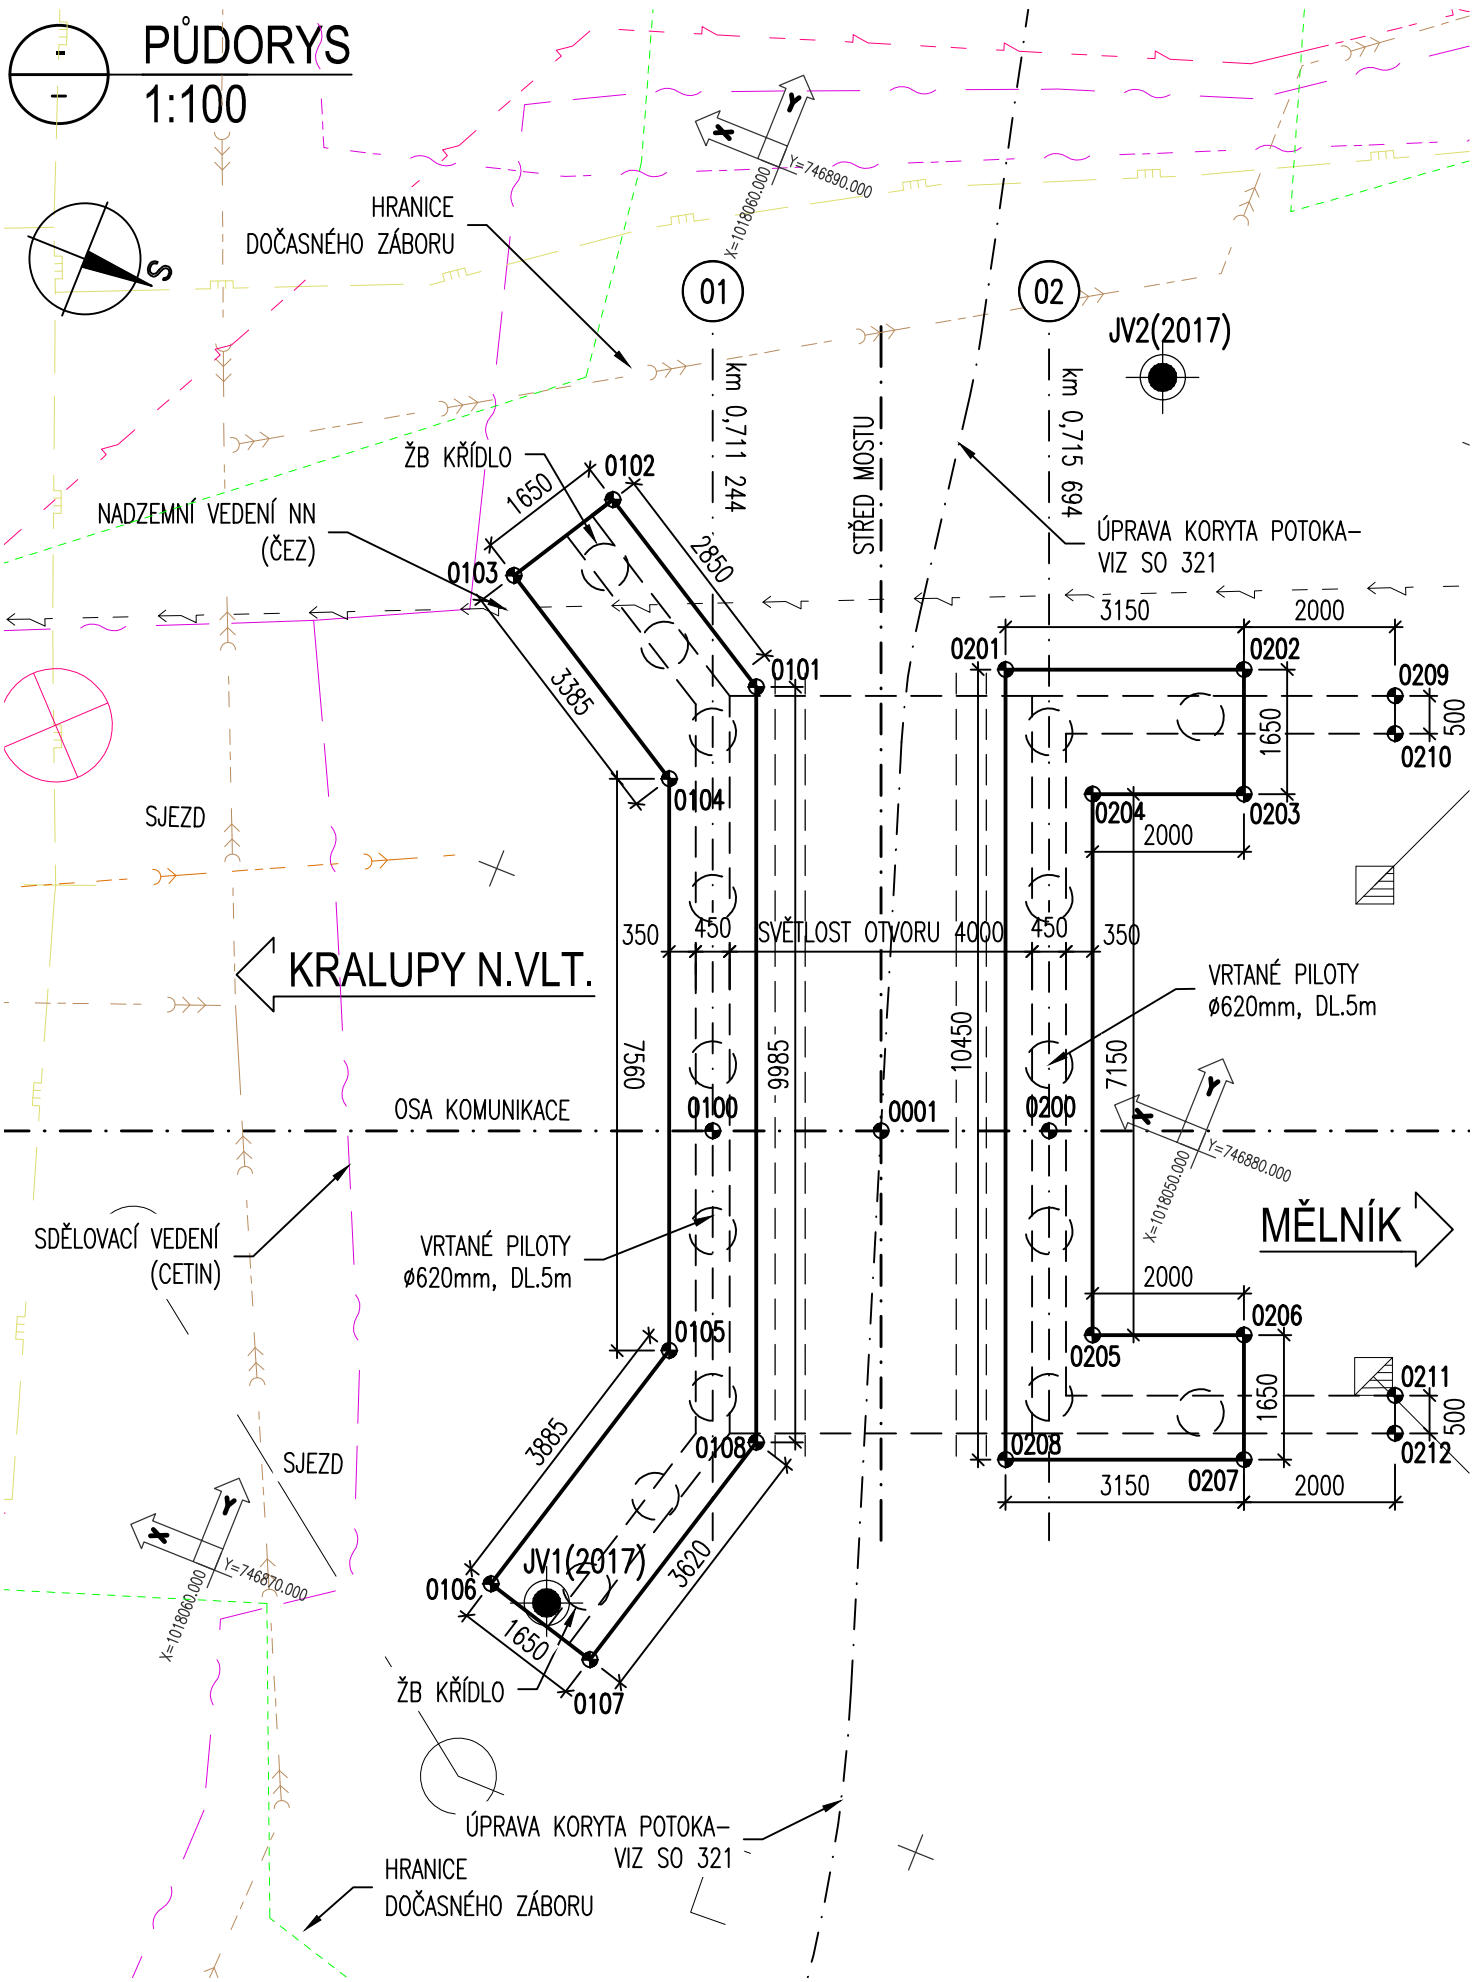 PŮDORYS
1:100
S
X
Y
Y=746890.000
X=1018060.000
HRANICE
DOČASNÉHO ZÁBORU
01
02
JV2(2017)
km 0,711 244
km 0,715 694
STŘED MOSTU
ŽB KŘÍDLO
0102
1650
2850
NADZEMNÍ VEDENÍ NN
(ČEZ)
0103
ÚPRAVA KORYTA POTOKA-
VIZ SO 321
3150
2000
0201
0202
0101
0209
3385
1650
500
0210
0104
0204
0203
SJEZD
2000
350
450
SVĚTLOST OTVORU 4000
450
350
KRALUPY N.VLT.
VRTANÉ PILOTY
ø620mm, DL.5m
7560
9985
10450
7150
OSA KOMUNIKACE
0100
0001
0200
X
Y
Y=746880.000
X=1018050.000
SDĚLOVACÍ VEDENÍ
(CETIN)
VRTANÉ PILOTY
ø620mm, DL.5m
MĚLNÍK
2000
0105
0205
0206
0211
3885
1650
500
0108
0208
0207
0212
SJEZD
3150
2000
X
Y
Y=746870.000
X=1018060.000
JV1(2017)
3620
0106
1650
ŽB KŘÍDLO
0107
ÚPRAVA KORYTA POTOKA-
VIZ SO 321
HRANICE
DOČASNÉHO ZÁBORU